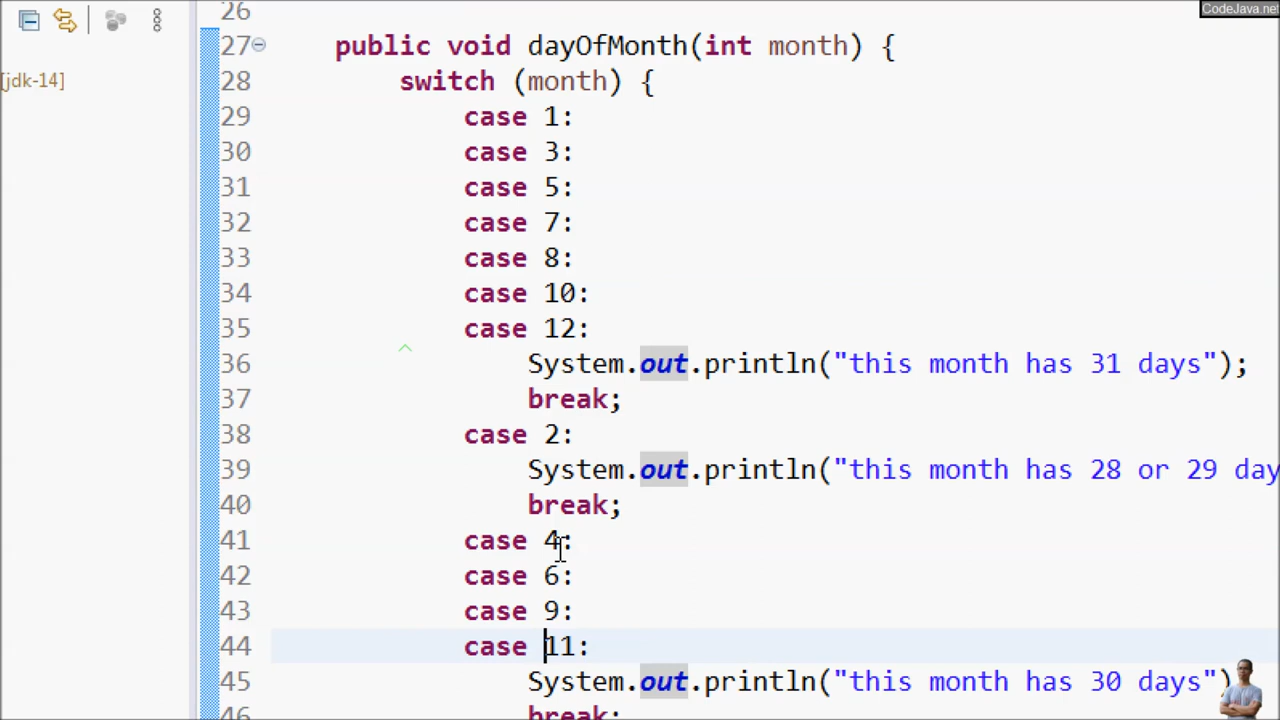 CodeJava.net
26
27 public void dayOfMonth(int month) {
[jdk-14]
28 switch (month) {
29 case 1:
30 case 3:
31 case 5:
32 case 7:
33 case 8:
34 case 10:
35 case 12:
36 System.out.println("this month has 31 days");
37 break;
38 case 2:
39 System.out.println("this month has 28 or 29 day
40 break;
41 case 4:
42 case 6:
43 case 9:
44 case 11:
45 System.out.println("this month has 30 days")
46 break;